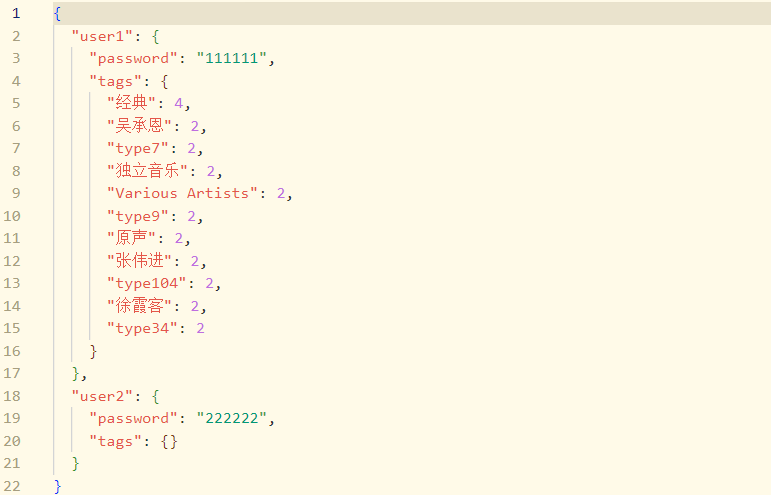 1 {
2 "user1": {
3 "password": "111111",
4 "tags": {
5 "经典": 4,
6 "吴承恩": 2,
7 "type7": 2,
8 "独立音乐": 2,
9 "Various Artists": 2,
10 "type9": 2,
11 "原声": 2,
12 "张伟进": 2,
13 "type104": 2,
14 "徐霞客": 2,
15 "type34": 2
16 }
17 },
18 "user2": {
19 "password": "222222",
20 "tags": {}
21 }
22 }